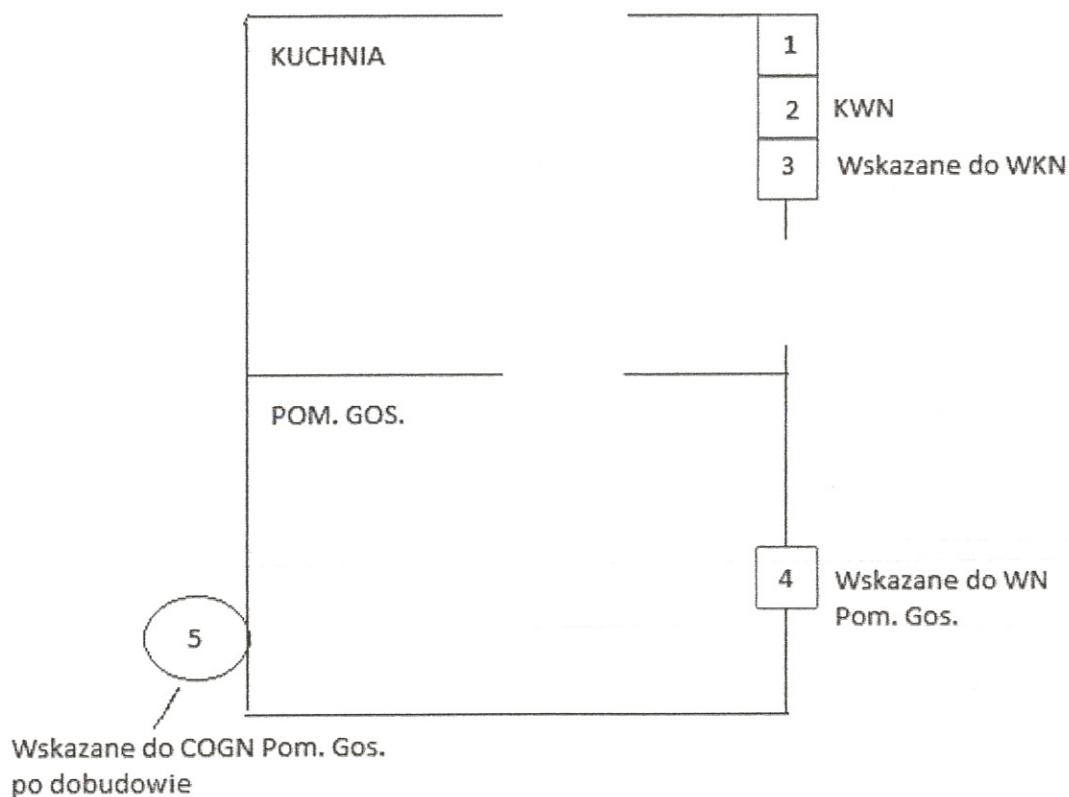 KUCHNIA
1
2
KWN
3
Wskazane do WKN
POM. GOS.
4
Wskazane do WN
Pom. Gos.
5
Wskazane do COGN Pom. Gos.
po dobudowie